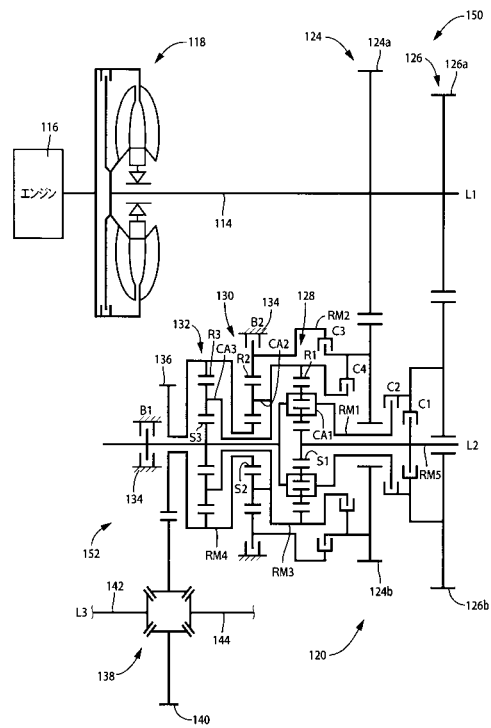 118
124
124a
150
126
126a
116
エンジン
114
L1
130
B2
134
128
RM2
132
R3
CA3
R2
CA2
R1
C3
C4
136
RM1
C2
C1
B1
S3
CA1
L2
134
S2
S1
RM5
152
RM4
RM3
142
124b
L3
144
126b
138
120
140